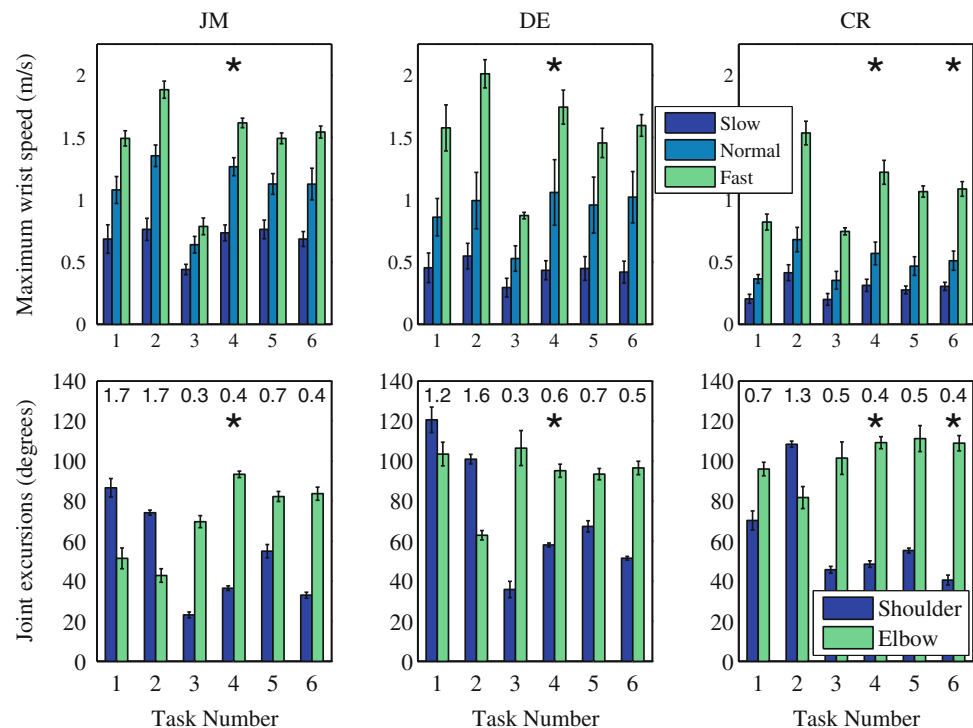 JM DE CR
Maximum wrist speed (m/s)
2
1.5
1
0.5
0
* 
1 2 3 4 5 6
2
1.5
1
0.5
0
*
1 2 3 4 5 6
2
1
0.5
0
* *
1 2 3 4 5 6
Slow
Normal
Fast
Joint excursions (degrees)
140
120
100
80
60
40
20
0
1.7 1.7 0.3 0.4 0.7 0.4
*
1 2 3 4 5 6
Task Number
140
120
100
80
60
40
20
0
1.2 1.6 0.3 0.6 0.7 0.5
*
1 2 3 4 5 6
Task Number
140
120
100
80
60
40
20
0
0.7 1.3 0.5 0.4 0.5 0.4
* *
Shoulder
Elbow
1 2 3 4 5 6
Task Number